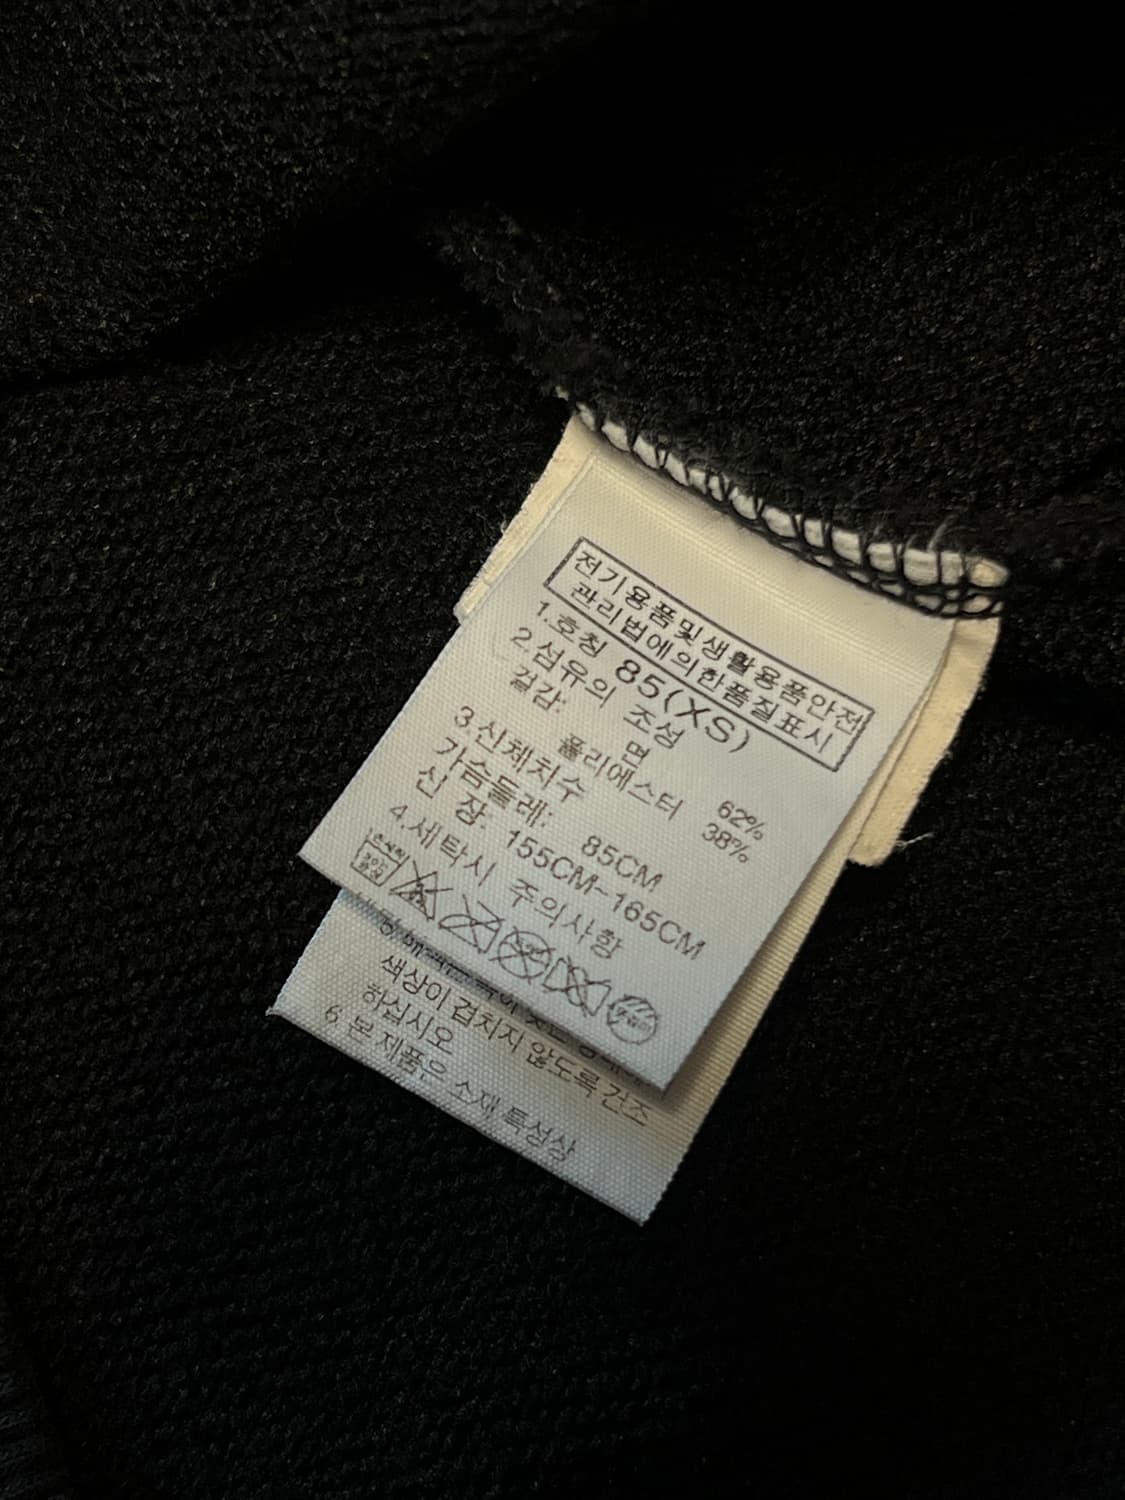 전기용품및생활용품안전
관리법에의한품질표시
1.호칭 85(XS)
2.섬유의 조성
겉감: 면 62%
폴리에스터 38%
3.신체치수
가슴둘레: 85CM
신 장: 155CM~165CM
4.세탁시 주의사항
손세탁
색상이 겹치지 않도록 건조
하십시오
6.본 제품은 소재 특성상